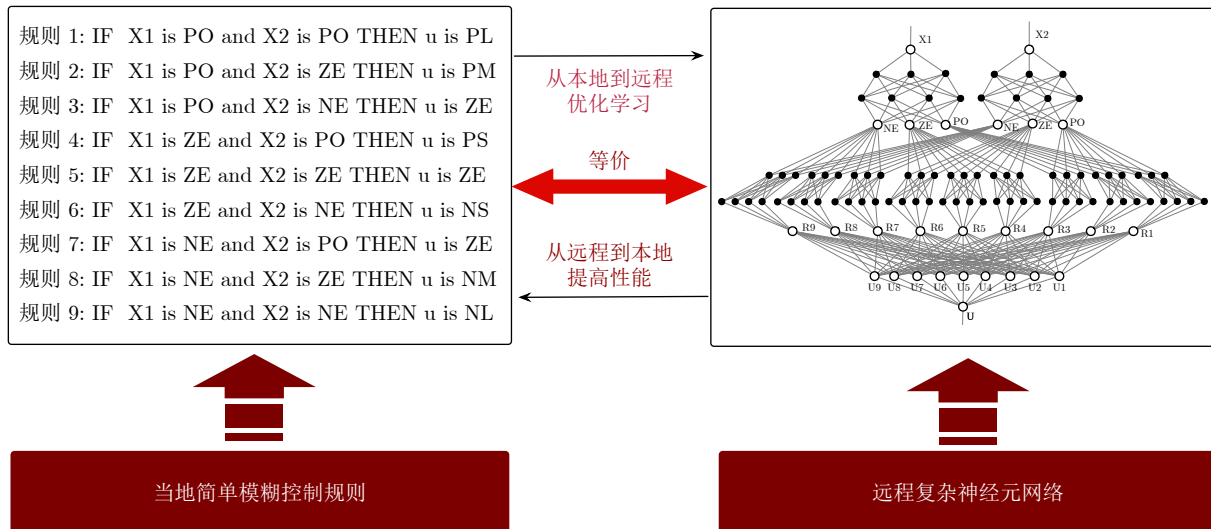 规则 1: IF X1 is PO and X2 is PO THEN u is PL
规则 2: IF X1 is PO and X2 is ZE THEN u is PM
规则 3: IF X1 is PO and X2 is NE THEN u is ZE
规则 4: IF X1 is ZE and X2 is PO THEN u is PS
规则 5: IF X1 is ZE and X2 is ZE THEN u is ZE
规则 6: IF X1 is ZE and X2 is NE THEN u is NS
规则 7: IF X1 is NE and X2 is PO THEN u is ZE
规则 8: IF X1 is NE and X2 is ZE THEN u is NM
规则 9: IF X1 is NE and X2 is NE THEN u is NL
从本地到远程
优化学习
等价
从远程到本地
提高性能
X1 X2
NE ZE PO NE ZE PO
R9 R8 R7 R6 R5 R4 R3 R2 R1
U9 U8 U7 U6 U5 U4 U3 U2 U1
U
当地简单模糊控制规则
远程复杂神经元网络